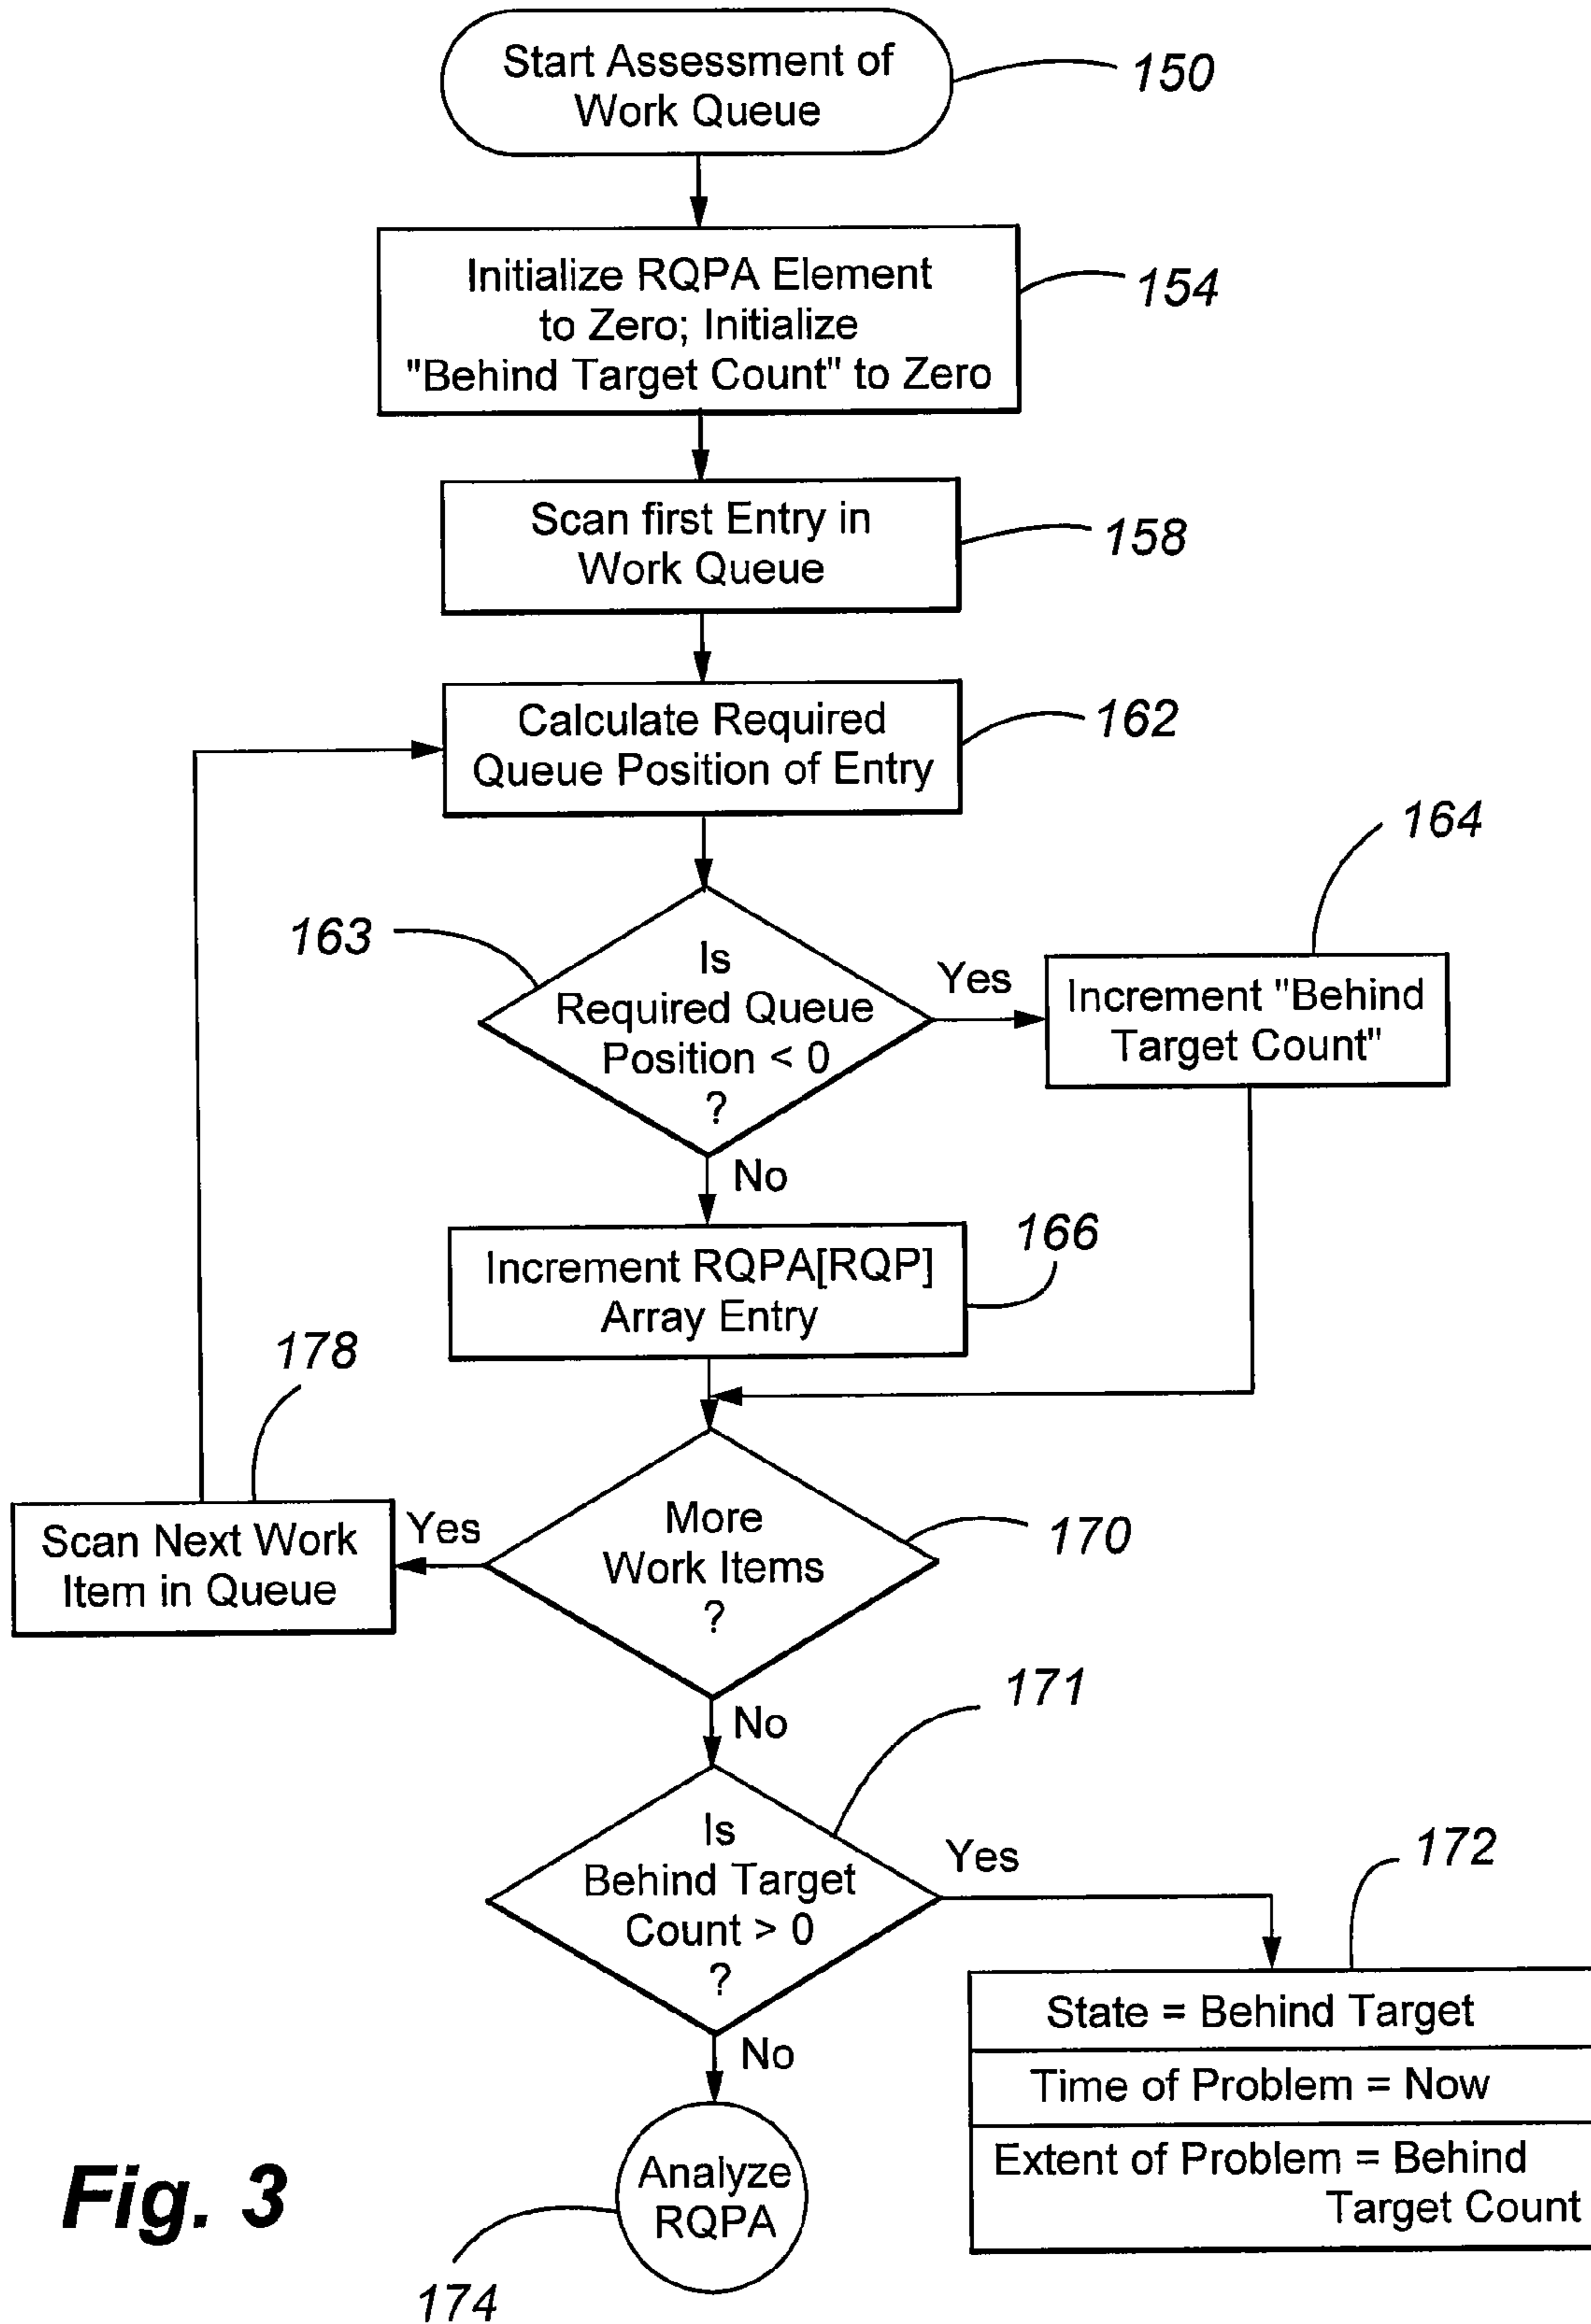 Start Assessment of
Work Queue
150
Initialize RQPA Element
to Zero; Initialize
"Behind Target Count" to Zero
154
Scan first Entry in
Work Queue
158
Calculate Required
Queue Position of Entry
162
163
Is
Required Queue
Position < 0
?
Yes
164
Increment "Behind
Target Count"
No
Increment RQPA[RQP]
Array Entry
166
178
Scan Next Work
Item in Queue
Yes
More
Work Items
?
170
No
171
Is
Behind Target
Count > 0
?
Yes
172
State = Behind Target
Time of Problem = Now
Extent of Problem = Behind
Target Count
No
Analyze
RQPA
174
Fig. 3